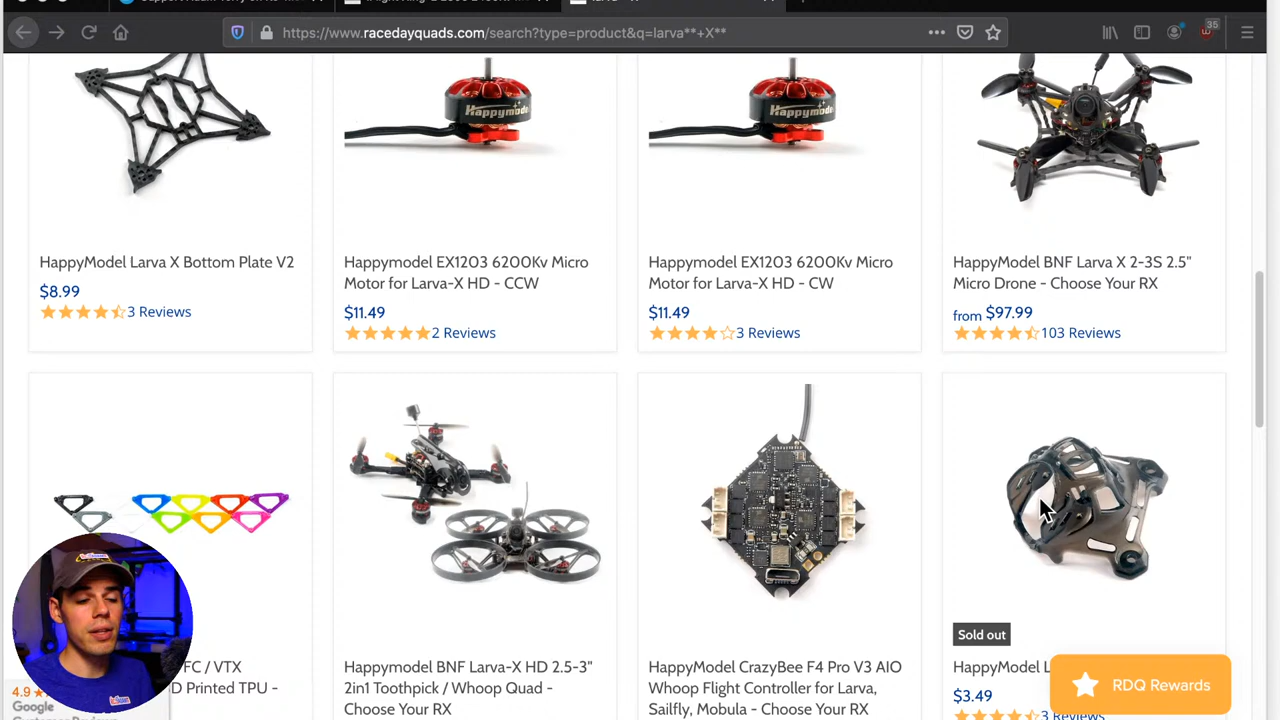 https://www.racedayquads.com/search?type=product&q=larva**+X**
35
Happymodel
Happymodel
HappyModel Larva X Bottom Plate V2
$8.99
3 Reviews
Happymodel EX1203 6200Kv Micro
Motor for Larva-X HD - CCW
$11.49
2 Reviews
Happymodel EX1203 6200Kv Micro
Motor for Larva-X HD - CW
$11.49
3 Reviews
HappyModel BNF Larva X 2-3S 2.5"
Micro Drone - Choose Your RX
from $97.99
103 Reviews
FC / VTX
D Printed TPU -
Happymodel BNF Larva-X HD 2.5-3"
2in1 Toothpick / Whoop Quad -
Choose Your RX
HappyModel CrazyBee F4 Pro V3 AIO
Whoop Flight Controller for Larva,
Sailfly, Mobula - Choose Your RX
Sold out
HappyModel L
$3.49
3 Reviews
RDQ Rewards
4.9
Google